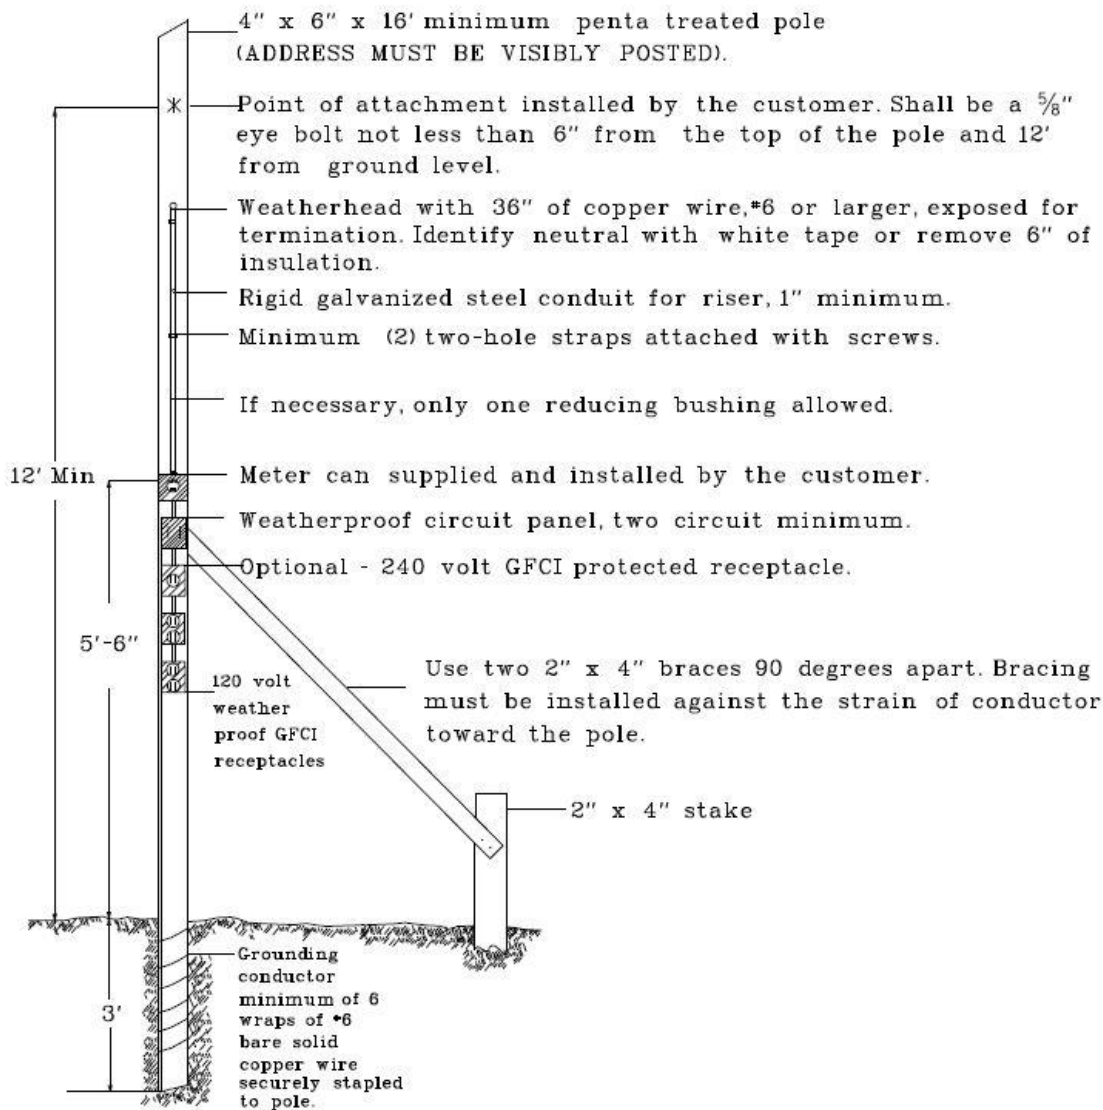 4" x 6" x 16' minimum penta treated pole
(ADDRESS MUST BE VISIBLY POSTED).
Point of attachment installed by the customer. Shall be a 5/8"
eye bolt not less than 6" from the top of the pole and 12'
from ground level.
Weatherhead with 36" of copper wire, #6 or larger, exposed for
termination. Identify neutral with white tape or remove 6" of
insulation.
Rigid galvanized steel conduit for riser, 1" minimum.
Minimum (2) two-hole straps attached with screws.
If necessary, only one reducing bushing allowed.
12' Min
Meter can supplied and installed by the customer.
Weatherproof circuit panel, two circuit minimum.
Optional - 240 volt GFCI protected receptacle.
5'-6"
120 volt
weather
proof GFCI
receptacles
Use two 2" x 4" braces 90 degrees apart. Bracing
must be installed against the strain of conductor
toward the pole.
2" x 4" stake
3'
Grounding
conductor
minimum of 6
wraps of #6
bare solid
copper wire
securely stapled
to pole.